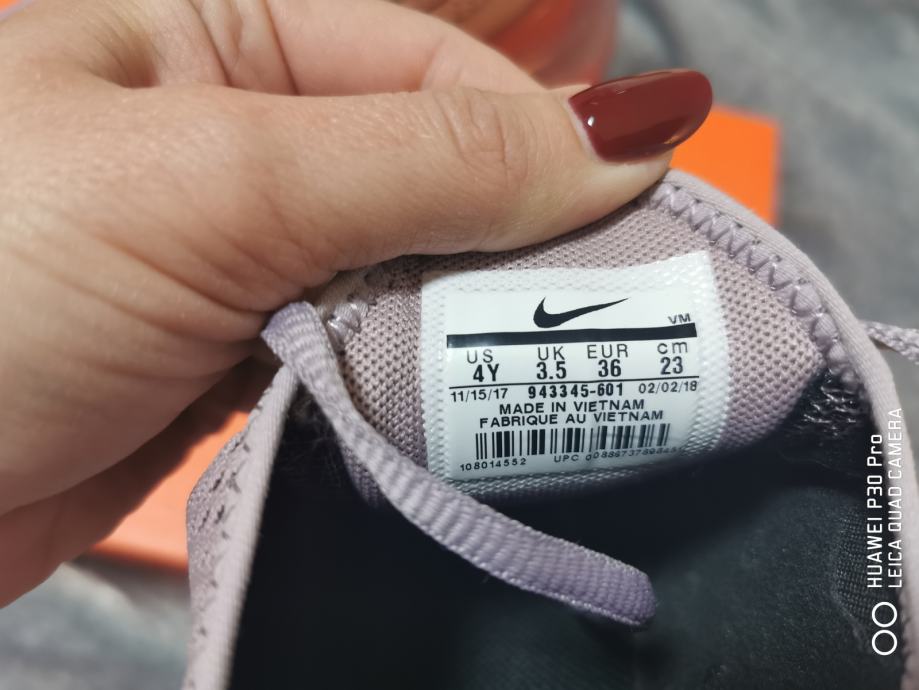 VM
US UK EUR cm
4Y 3.5 36 23
11/15/17 943345-601 02/02/18
MADE IN VIETNAM
FABRIQUE AU VIETNAM
108014552 UPC
HUAWEI P30 Pro
LEICA QUAD CAMERA